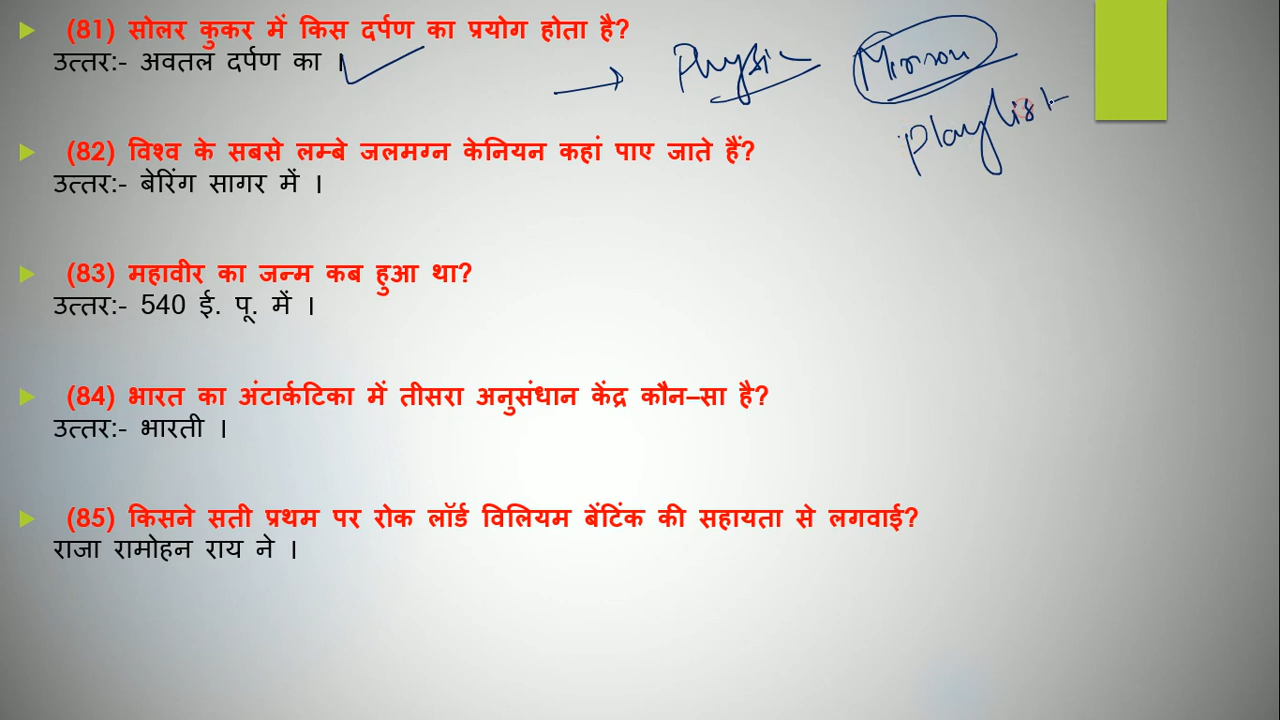 (81) सोलर कुकर में किस दर्पण का प्रयोग होता है?
उत्तर:- अवतल दर्पण का ।
Physic Mirror
Playlist
(82) विश्व के सबसे लम्बे जलमग्न केनियन कहां पाए जाते हैं?
उत्तर:- बेरिंग सागर में ।
(83) महावीर का जन्म कब हुआ था?
उत्तर:- 540 ई. पू. में ।
(84) भारत का अंटार्कटिका में तीसरा अनुसंधान केंद्र कौन–सा है?
उत्तर:- भारती ।
(85) किसने सती प्रथम पर रोक लॉर्ड विलियम बेंटिंक की सहायता से लगवाई?
राजा रामोहन राय ने ।